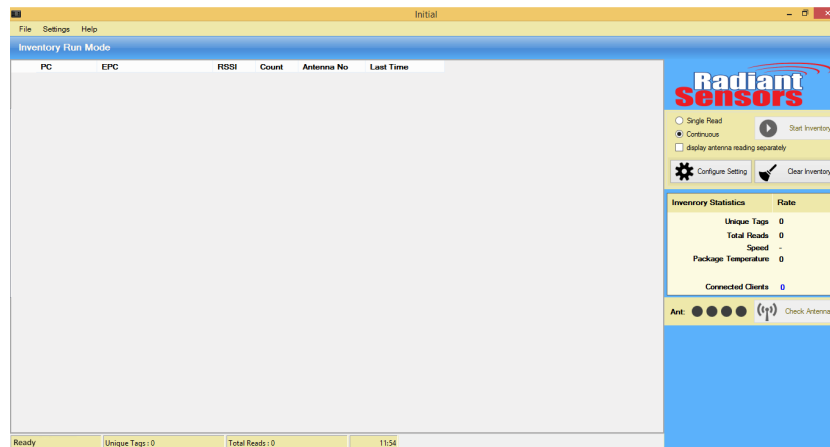 Initial
File Settings Help
Inventory Run Mode
PC EPC RSSI Count Antenna No Last Time
Radiant
Sensors
Single Read
Continuous
Start Inventory
display antenna reading separately
Configure Setting
Clear Inventory
Invenrory Statistics Rate
Unique Tags 0
Total Reads 0
Speed -
Package Temperature 0
Connected Clients 0
Ant:
Check Antenna
Ready Unique Tags : 0 Total Reads : 0 11:54